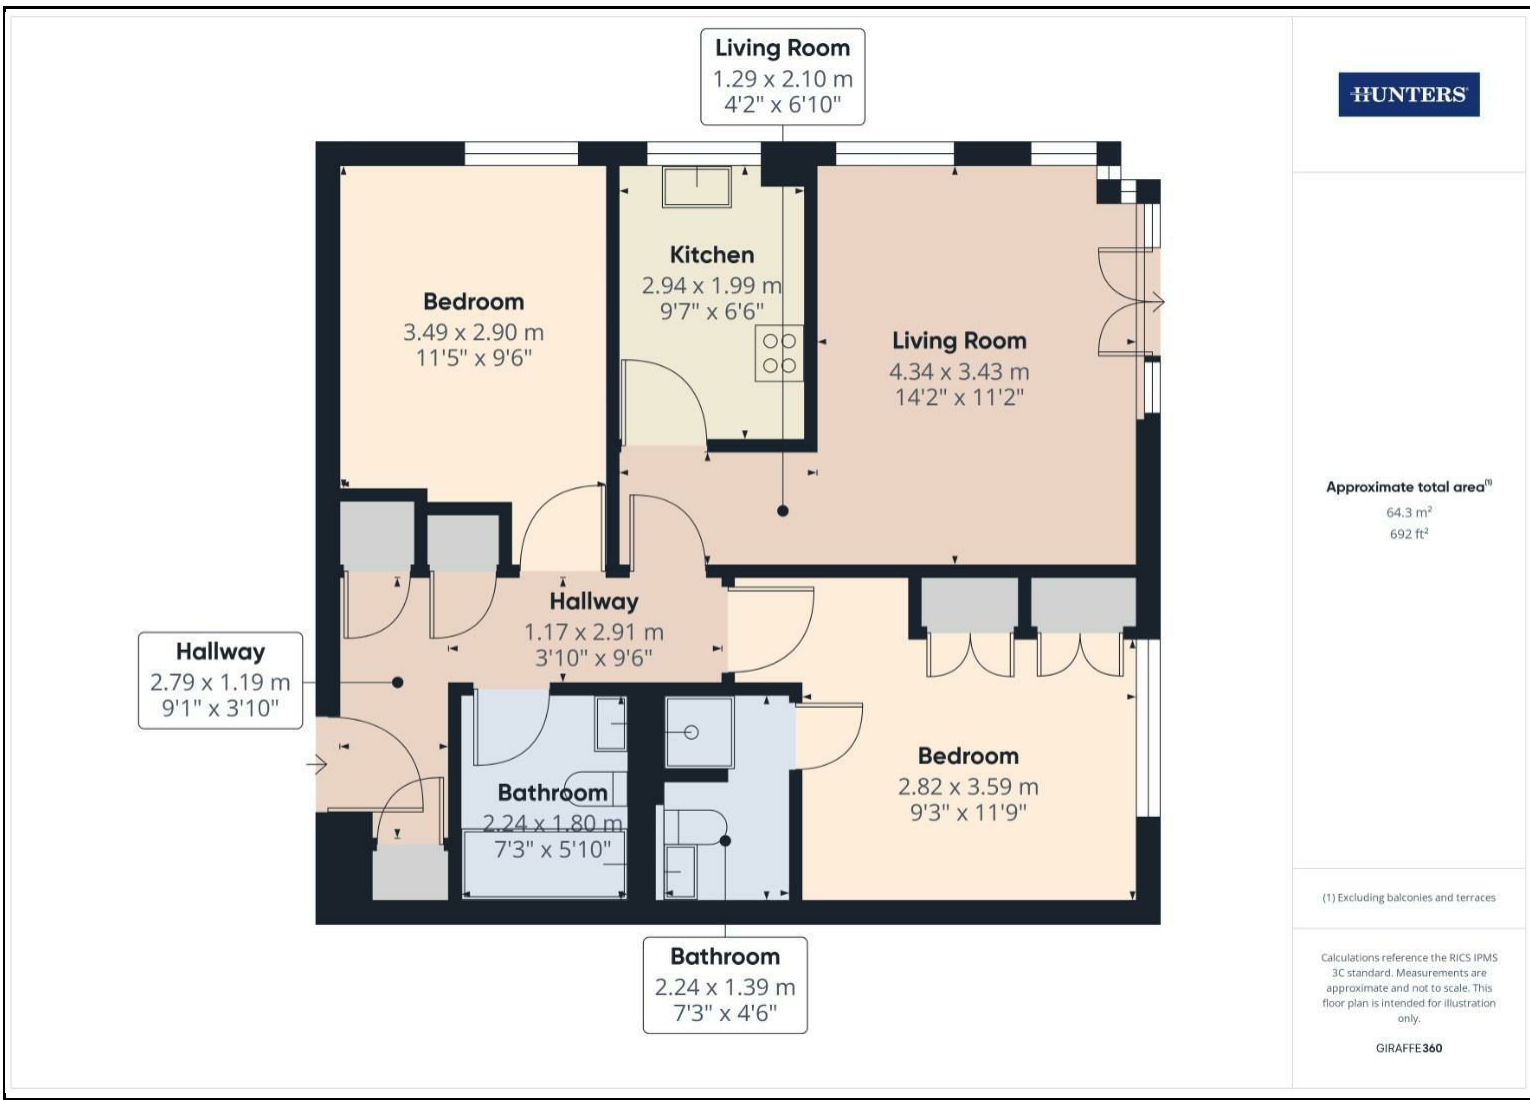 Living Room
1.29 x 2.10 m
4'2" x 6'10"
Bedroom
3.49 x 2.90 m
11'5" x 9'6"
Kitchen
2.94 x 1.99 m
9'7" x 6'6"
Living Room
4.34 x 3.43 m
14'2" x 11'2"
Hallway
1.17 x 2.91 m
3'10" x 9'6"
Hallway
2.79 x 1.19 m
9'1" x 3'10"
Bathroom
2.24 x 1.80 m
7'3" x 5'10"
Bedroom
2.82 x 3.59 m
9'3" x 11'9"
Bathroom
2.24 x 1.39 m
7'3" x 4'6"
HUNTERS
Approximate total area(1)
64.3 m²
692 ft²
(1) Excluding balconies and terraces
Calculations reference the RICS IPMS
3C standard. Measurements are
approximate and not to scale. This
floor plan is intended for illustration
only.
GIRAFFE360